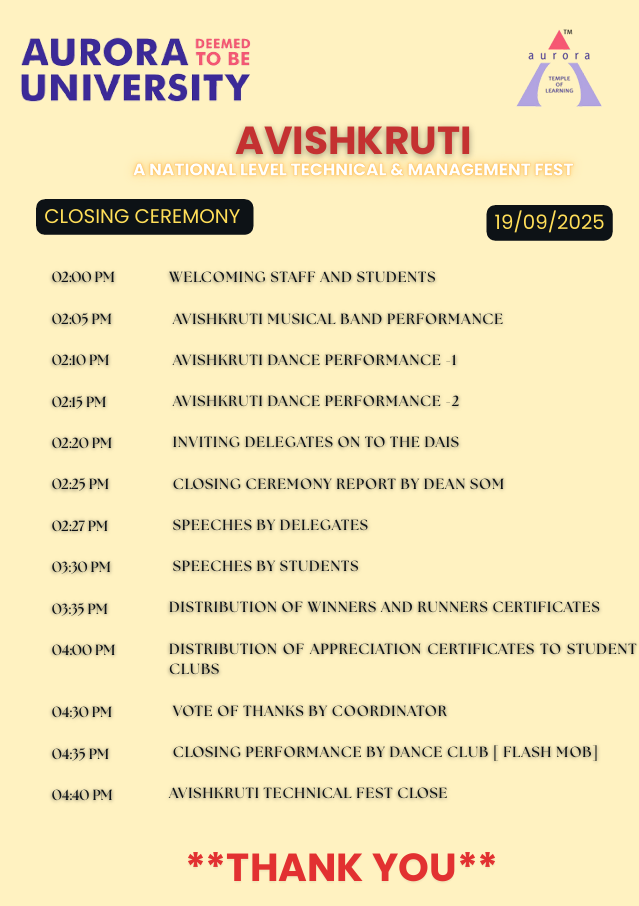 AURORA DEEMED TO BE
UNIVERSITY
TM
aurora
TEMPLE
OF
LEARNING
AVISHKRUTI
A NATIONAL LEVEL TECHNICAL & MANAGEMENT FEST
CLOSING CEREMONY
19/09/2025
02:00 PM WELCOMING STAFF AND STUDENTS
02:05 PM AVISHKRUTI MUSICAL BAND PERFORMANCE
02:10 PM AVISHKRUTI DANCE PERFORMANCE -1
02:15 PM AVISHKRUTI DANCE PERFORMANCE -2
02:20 PM INVITING DELEGATES ON TO THE DAIS
02:25 PM CLOSING CEREMONY REPORT BY DEAN SOM
02:27 PM SPEECHES BY DELEGATES
03:30 PM SPEECHES BY STUDENTS
03:35 PM DISTRIBUTION OF WINNERS AND RUNNERS CERTIFICATES
04:00 PM DISTRIBUTION OF APPRECIATION CERTIFICATES TO STUDENT
CLUBS
04:30 PM VOTE OF THANKS BY COORDINATOR
04:35 PM CLOSING PERFORMANCE BY DANCE CLUB [ FLASH MOB]
04:40 PM AVISHKRUTI TECHNICAL FEST CLOSE
**THANK YOU**